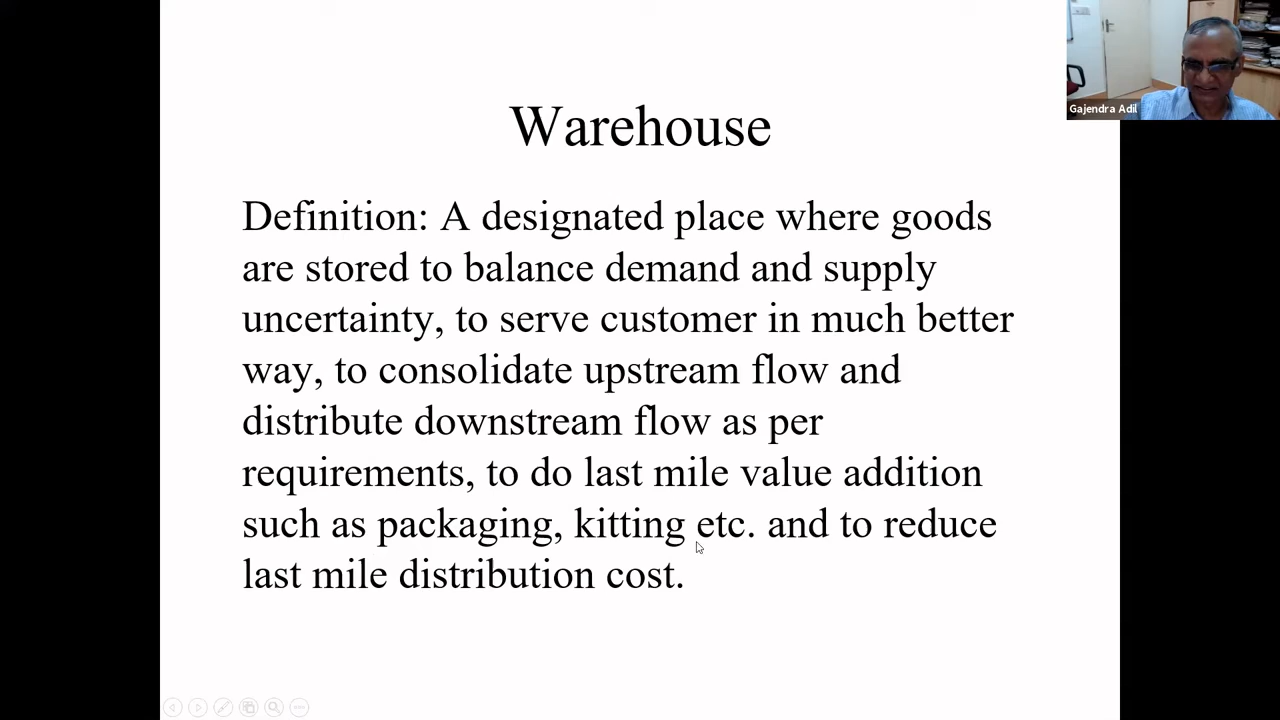 Warehouse
Gajendra Adil
Definition: A designated place where goods
are stored to balance demand and supply
uncertainty, to serve customer in much better
way, to consolidate upstream flow and
distribute downstream flow as per
requirements, to do last mile value addition
such as packaging, kitting etc. and to reduce
last mile distribution cost.